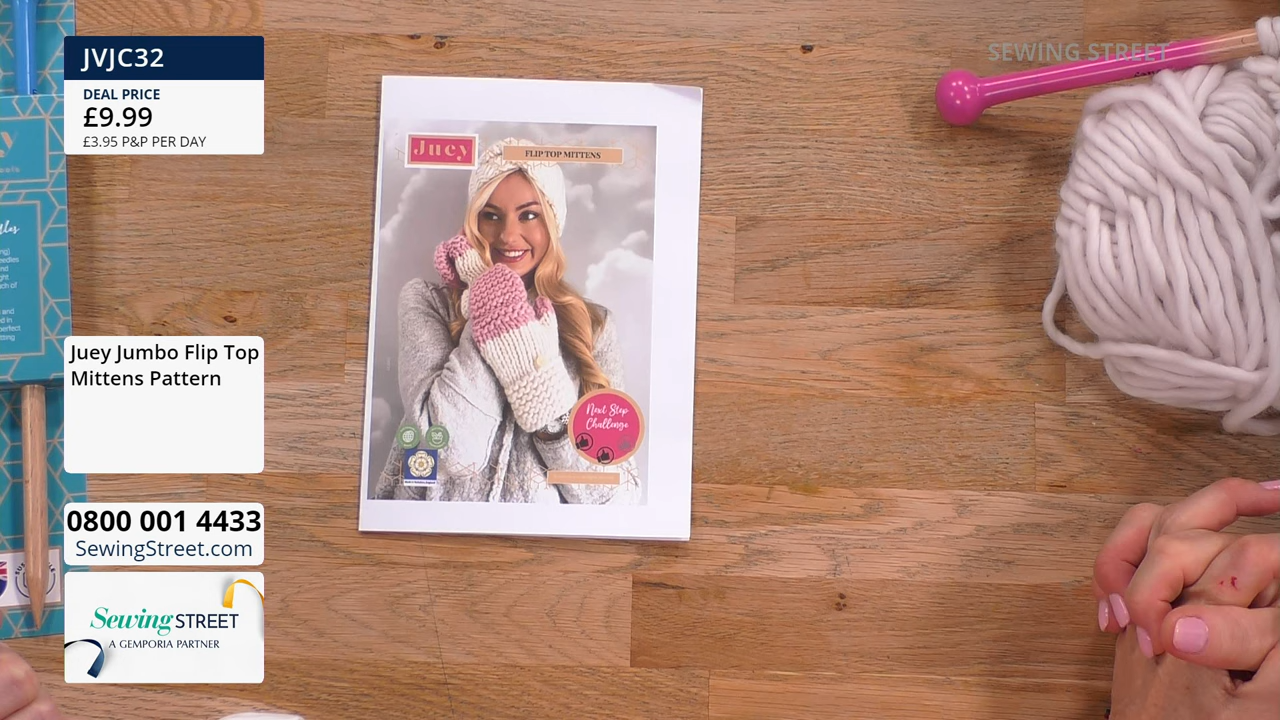 JVJC32
DEAL PRICE
£9.99
£3.95 P&P PER DAY
Juey Jumbo Flip Top
Mittens Pattern
0800 001 4433
SewingStreet.com
Sewing STREET
A GEMPORIA PARTNER
SEWING STREET
Juey
FLIP TOP MITTENS
Next Step
Challenge